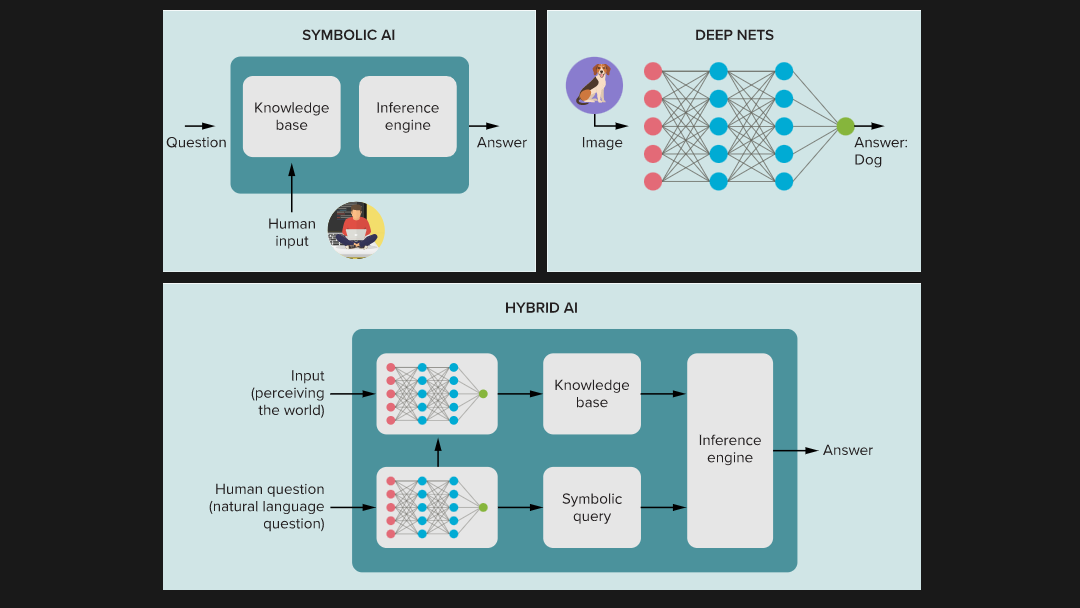 SYMBOLIC AI
Knowledge
base
Inference
engine
Question
Answer
Human
input
DEEP NETS
Image
Answer:
Dog
HYBRID AI
Input
(perceiving
the world)
Knowledge
base
Inference
engine
Answer
Human question
(natural language
question)
Symbolic
query